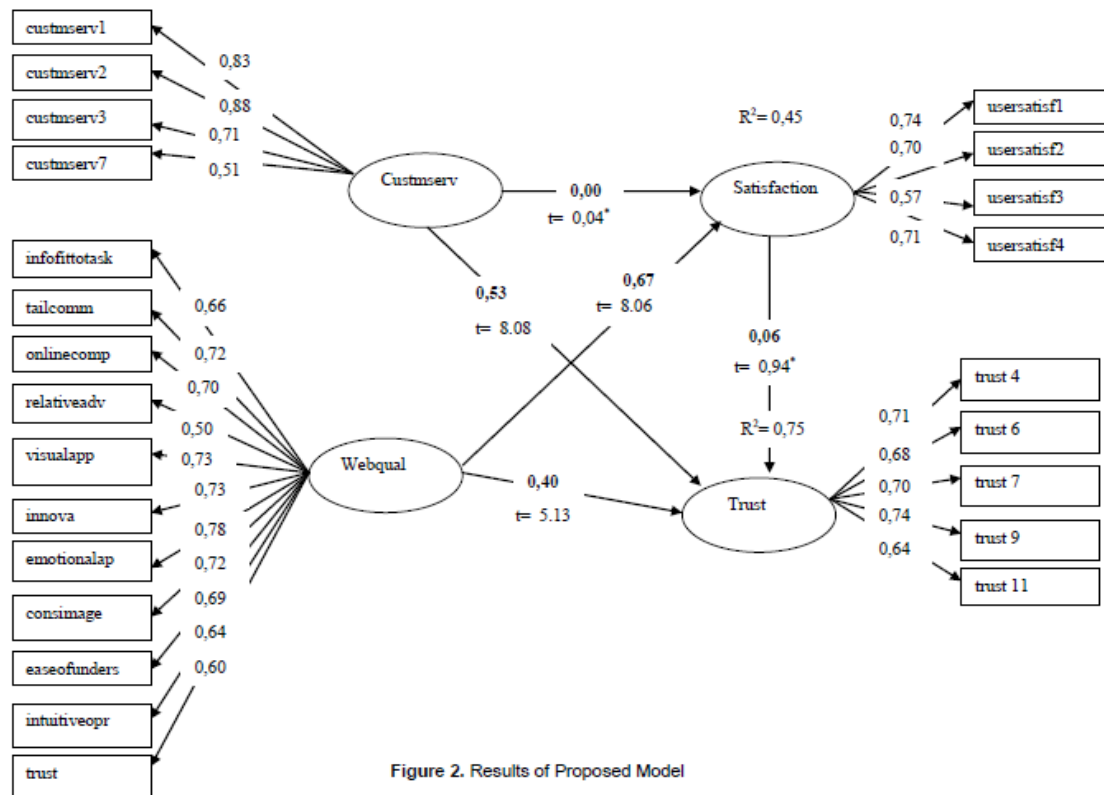 custmserv1
custmserv2
custmserv3
custmserv7
0,83
0,88
0,71
0,51
Custmserv
0,00
t= 0,04*
R²= 0,45
Satisfaction
0,74
0,70
0,57
0,71
usersatisf1
usersatisf2
usersatisf3
usersatisf4
0,53
t= 8.08
0,67
t= 8.06
0,06
t= 0,94*
R²= 0,75
infofittotask
tailcomm
onlinecomp
relativeadv
visualapp
innova
emotionalap
consimage
easeofunders
intuitiveopr
trust
0,66
0,72
0,70
0,50
0,73
0,73
0,78
0,72
0,69
0,64
0,60
Webqual
0,40
t= 5.13
Trust
0,71
0,68
0,70
0,74
0,64
trust 4
trust 6
trust 7
trust 9
trust 11
Figure 2. Results of Proposed Model